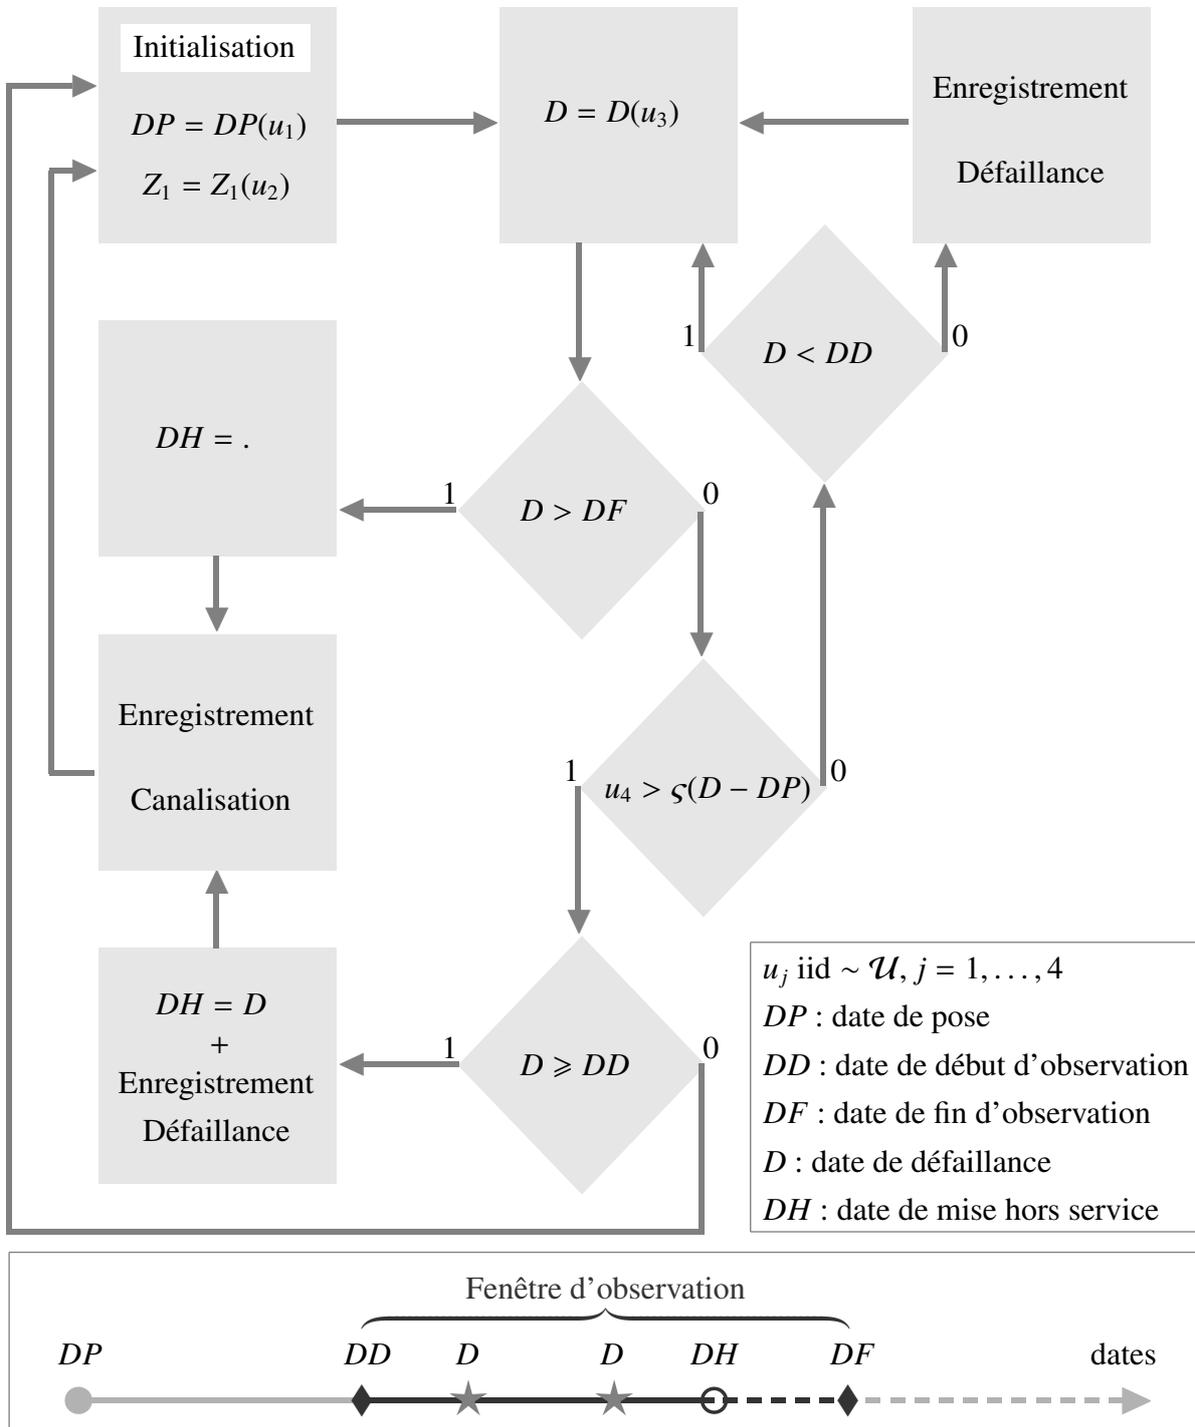 Initialisation
DP = DP(u₁)
Z₁ = Z₁(u₂)
D = D(u₃)
Enregistrement
Défaillance
1
D < DD
0
DH = .
1
D > DF
0
Enregistrement
Canalisation
1
u₄ > ς(D − DP)
0
DH = D
+
Enregistrement
Défaillance
1
D ⩾ DD
0
u_j iid ∼ 𝒰, j = 1, . . . , 4
DP : date de pose
DD : date de début d’observation
DF : date de fin d’observation
D : date de défaillance
DH : date de mise hors service
Fenêtre d’observation
DP DD D D DH DF dates